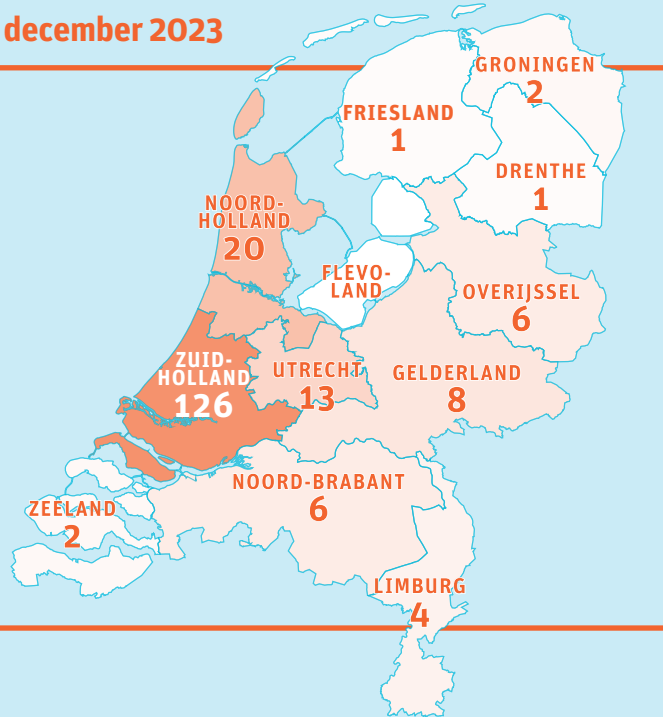 december 2023
GRONINGEN
2
FRIESLAND
1
DRENTHE
1
NOORD-
HOLLAND
20
FLEVO-
LAND
OVERIJSSEL
6
ZUID-
HOLLAND
126
UTRECHT
13
GELDERLAND
8
NOORD-BRABANT
6
ZEELAND
2
LIMBURG
4